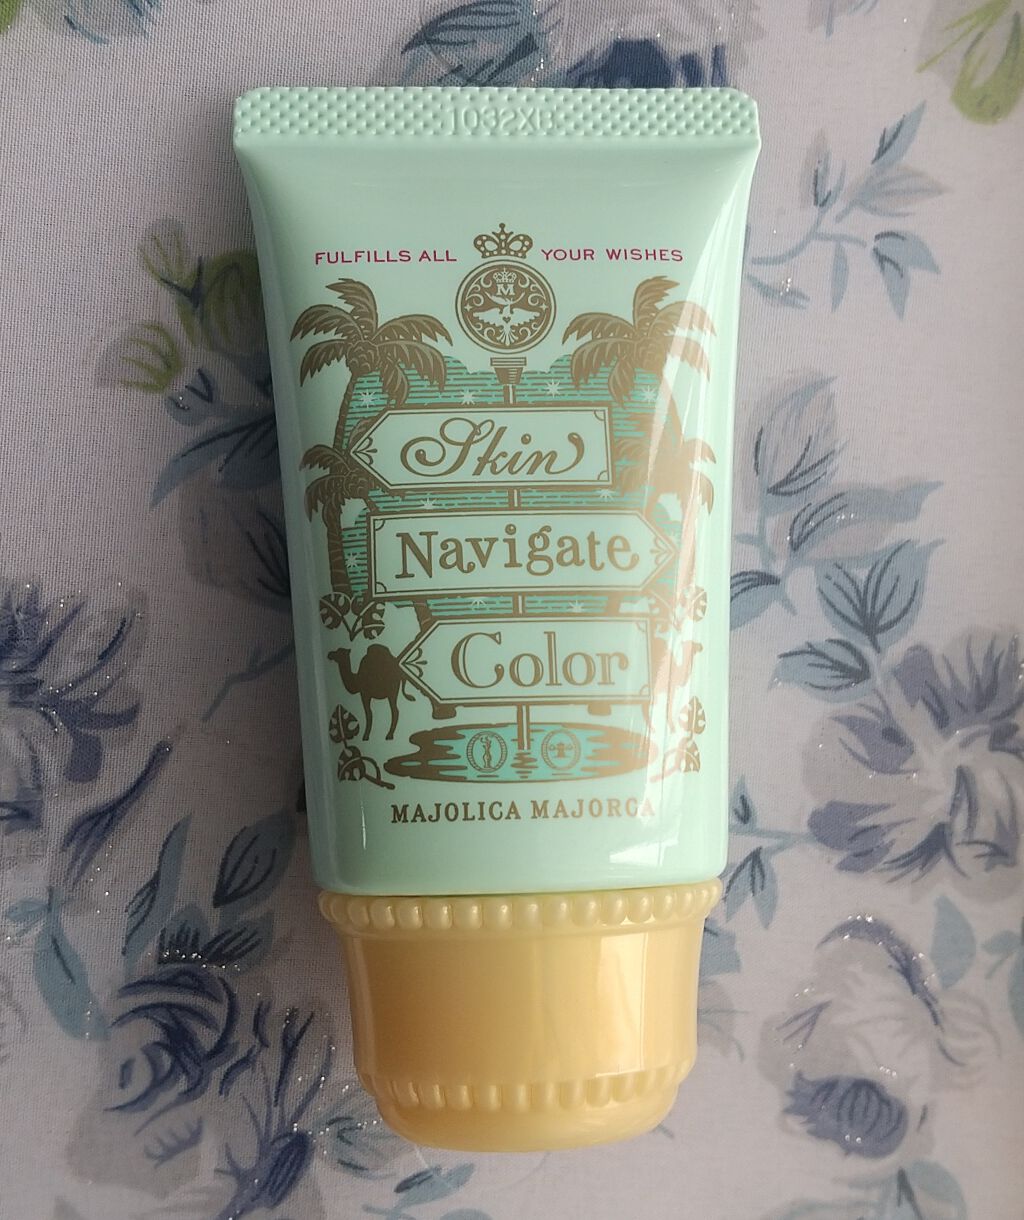 1032XB
FULFILLS ALL YOUR WISHES
M
Skin
Navigate
Color
MAJOLICA MAJORCA